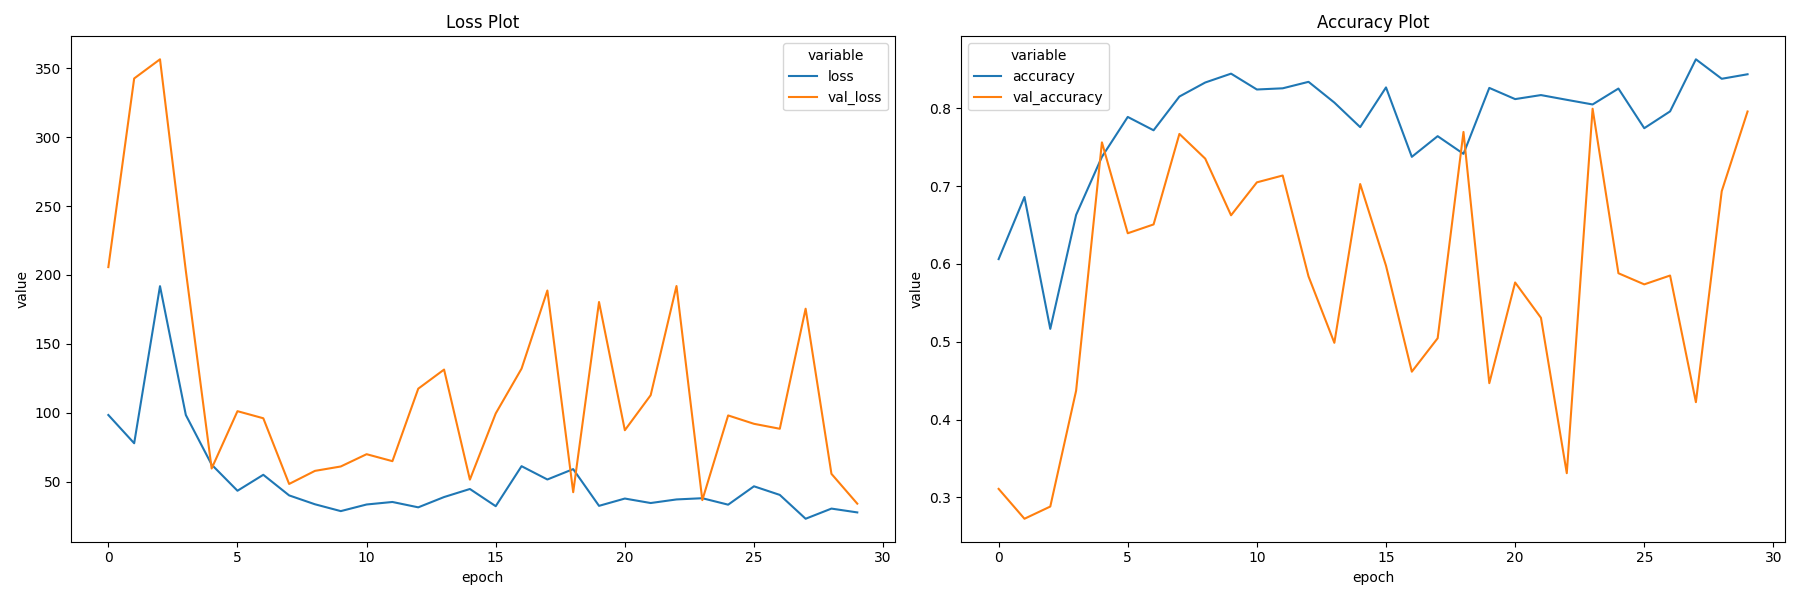 Loss Plot
variable
loss
val_loss
value
350
300
250
200
150
100
50
0 5 10 15 20 25 30
epoch
Accuracy Plot
variable
accuracy
val_accuracy
value
0.8
0.7
0.6
0.5
0.4
0.3
0 5 10 15 20 25 30
epoch